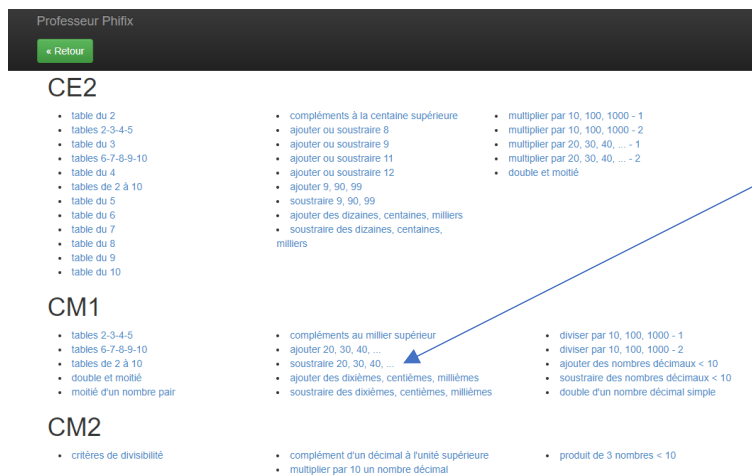 Professeur Phifix
« Retour
CE2
• table du 2
• tables 2-3-4-5
• table du 3
• tables 6-7-8-9-10
• table du 4
• tables de 2 à 10
• table du 5
• table du 6
• table du 7
• table du 8
• table du 9
• table du 10
• compléments à la centaine supérieure
• ajouter ou soustraire 8
• ajouter ou soustraire 9
• ajouter ou soustraire 11
• ajouter ou soustraire 12
• ajouter 9, 90, 99
• soustraire 9, 90, 99
• ajouter des dizaines, centaines, milliers
• soustraire des dizaines, centaines,
milliers
• multiplier par 10, 100, 1000 - 1
• multiplier par 10, 100, 1000 - 2
• multiplier par 20, 30, 40, ... - 1
• multiplier par 20, 30, 40, ... - 2
• double et moitié
CM1
• tables 2-3-4-5
• tables 6-7-8-9-10
• tables de 2 à 10
• double et moitié
• moitié d'un nombre pair
• compléments au millier supérieur
• ajouter 20, 30, 40, ...
• soustraire 20, 30, 40, ...
• ajouter des dixièmes, centièmes, millièmes
• soustraire des dixièmes, centièmes, millièmes
• diviser par 10, 100, 1000 - 1
• diviser par 10, 100, 1000 - 2
• ajouter des nombres décimaux < 10
• soustraire des nombres décimaux < 10
• double d'un nombre décimal simple
CM2
• critères de divisibilité
• complément d'un décimal à l'unité supérieure
• multiplier par 10 un nombre décimal
• produit de 3 nombres < 10